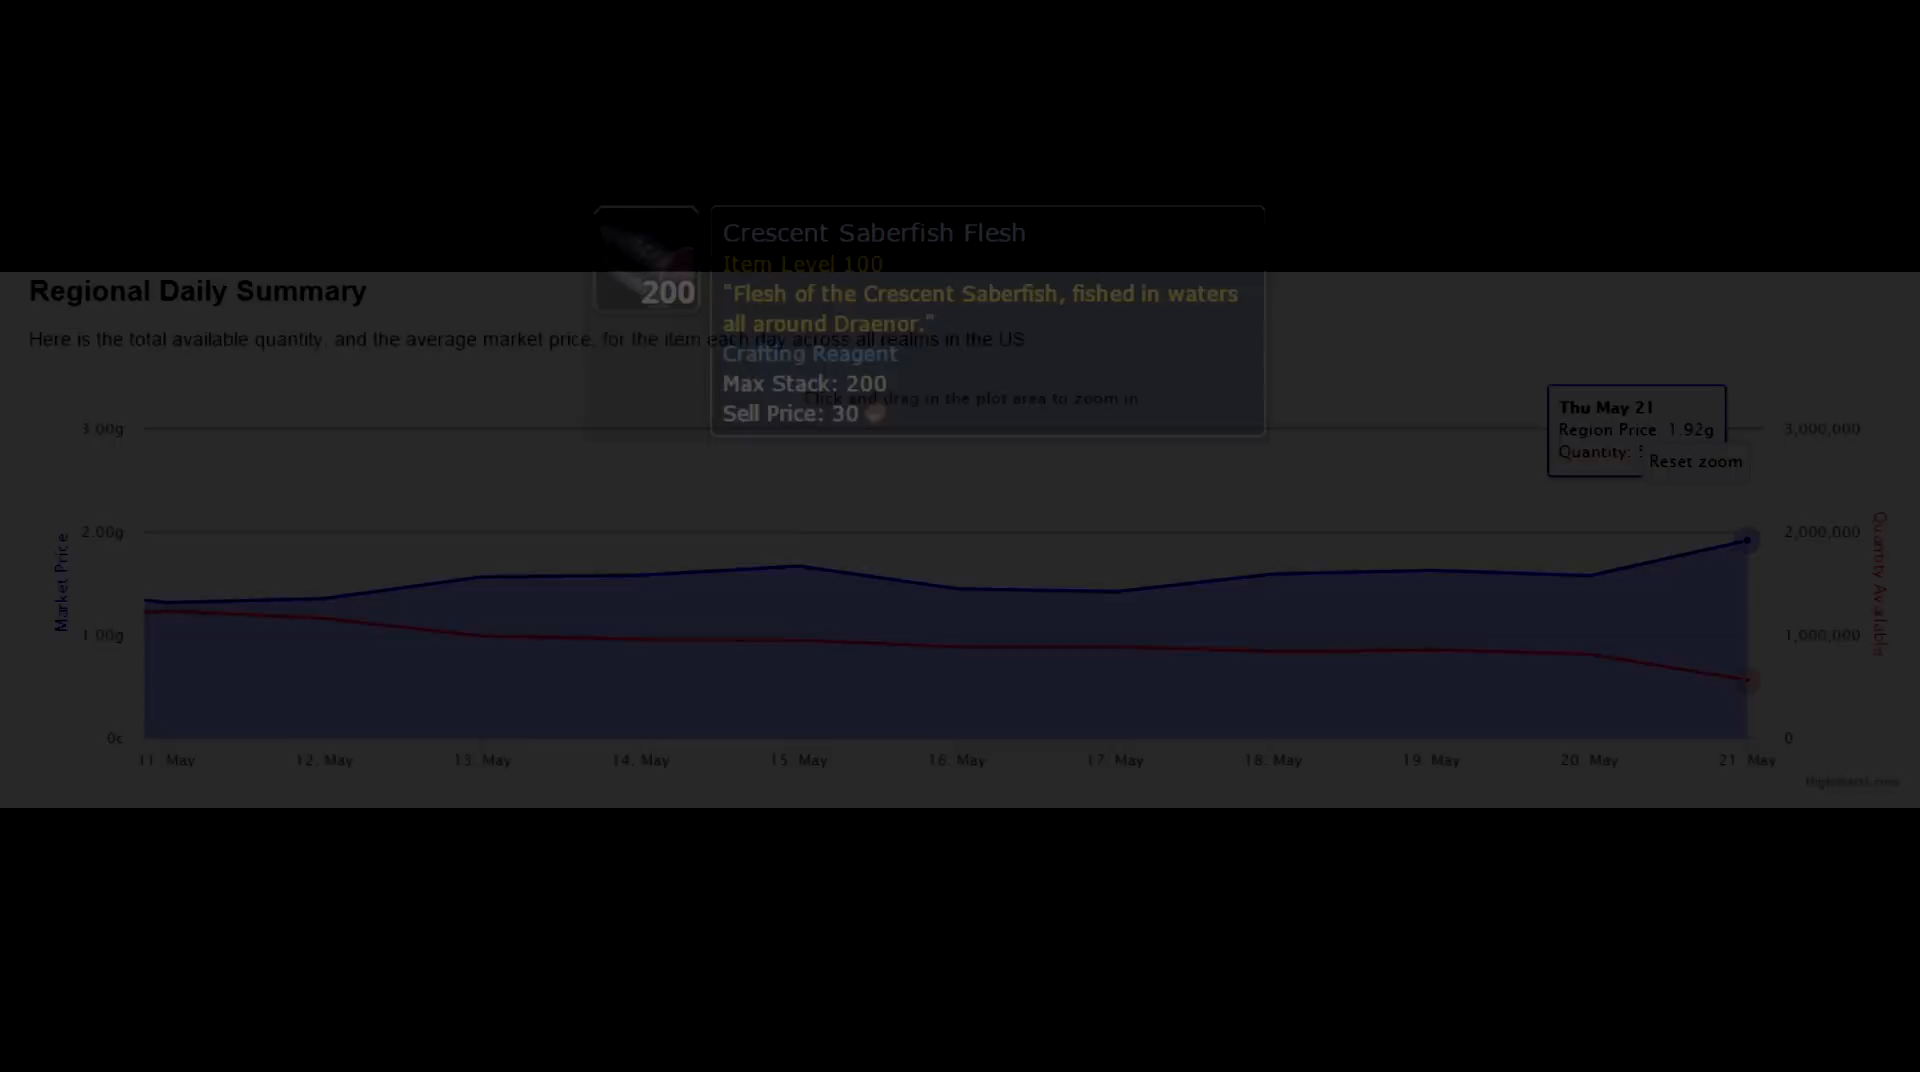 Crescent Saberfish Flesh
Item Level 100
200
"Flesh of the Crescent Saberfish, fished in waters
all around Draenor."
Crafting Reagent
Max Stack: 200
Sell Price: 30
Regional Daily Summary
Here is the total available quantity, and the average market price, for the item each day across all realms in the US
Click and drag in the plot area to zoom in
Thu May 21
Region Price 1.92g
Quantity:
Reset zoom
3.00g
2.00g
1.00g
0c
Market Price
3,000,000
2,000,000
1,000,000
0
Quantity Available
11. May
12. May
13. May
14. May
15. May
16. May
17. May
18. May
19. May
20. May
21. May